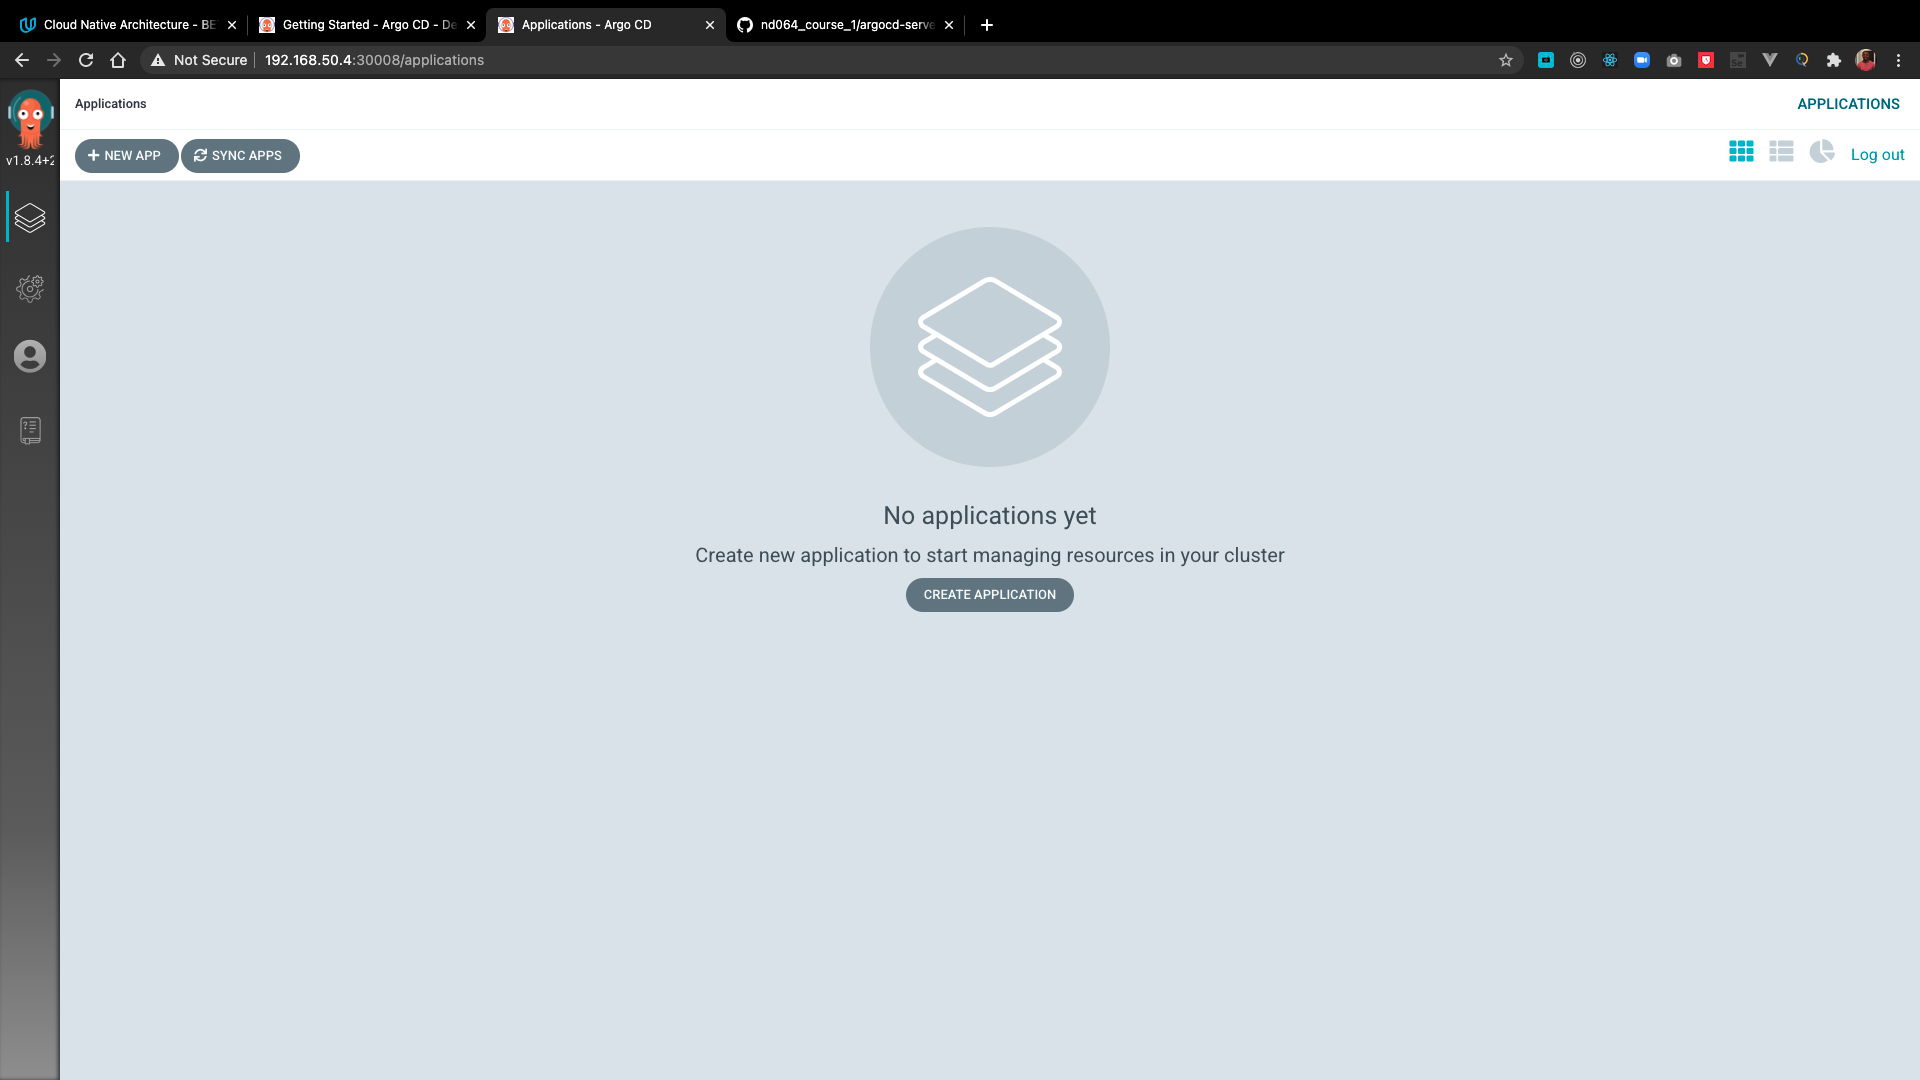 Cloud Native Architecture - BE
Getting Started - Argo CD - De
Applications - Argo CD
nd064_course_1/argocd-serve
Not Secure
192.168.50.4:30008/applications
Applications
APPLICATIONS
v1.8.4+2
NEW APP
SYNC APPS
Log out
No applications yet
Create new application to start managing resources in your cluster
CREATE APPLICATION